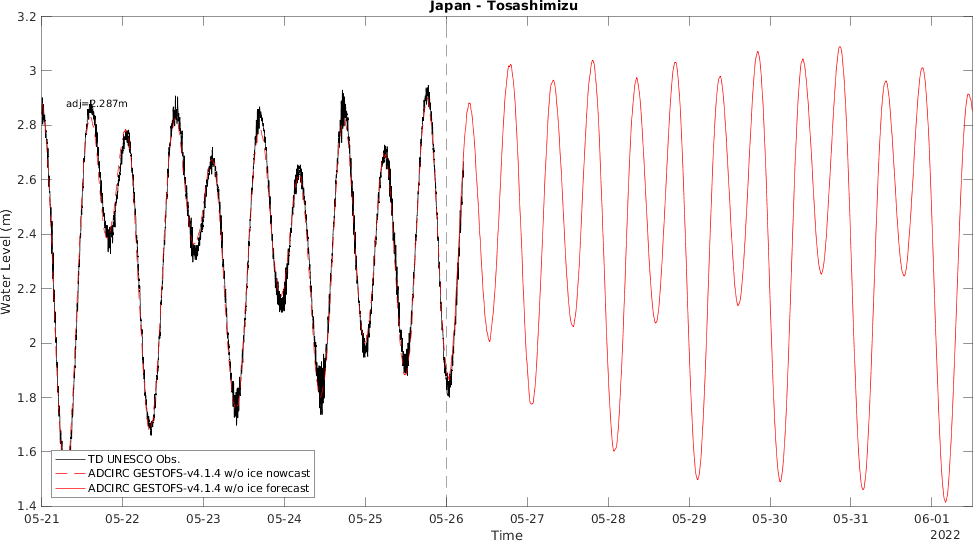 Japan - Tosashimizu
3.2
3
2.8
2.6
2.4
2.2
2
1.8
1.6
1.4
Water Level (m)
adj=2.287m
TD UNESCO Obs.
ADCIRC GESTOFS-v4.1.4 w/o ice nowcast
ADCIRC GESTOFS-v4.1.4 w/o ice forecast
05-21 05-22 05-23 05-24 05-25 05-26 05-27 05-28 05-29 05-30 05-31 06-01
Time
2022